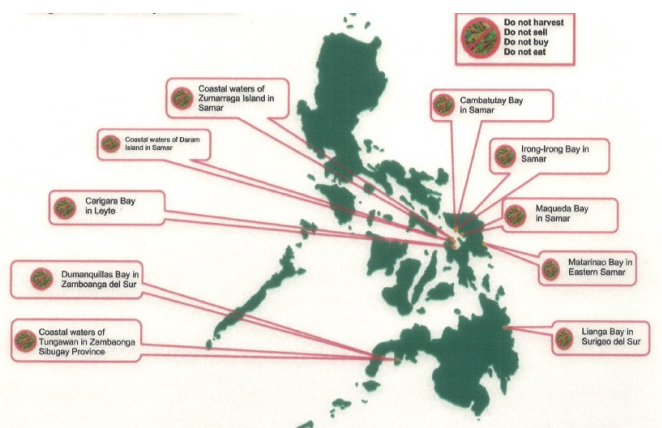 Do not harvest
Do not sell
Do not buy
Do not eat
Coastal waters of
Zumarraga Island in
Samar
Cambatutay Bay
in Samar
Coastal waters of Daram
Island in Samar
Irong-Irong Bay in
Samar
Carigara Bay
in Leyte
Maqueda Bay
in Samar
Matarinao Bay in
Eastern Samar
Dumanquillas Bay in
Zamboanga del Sur
Coastal waters of
Tungawan in Zambaonga
Sibugay Province
Lianga Bay in
Surigao del Sur